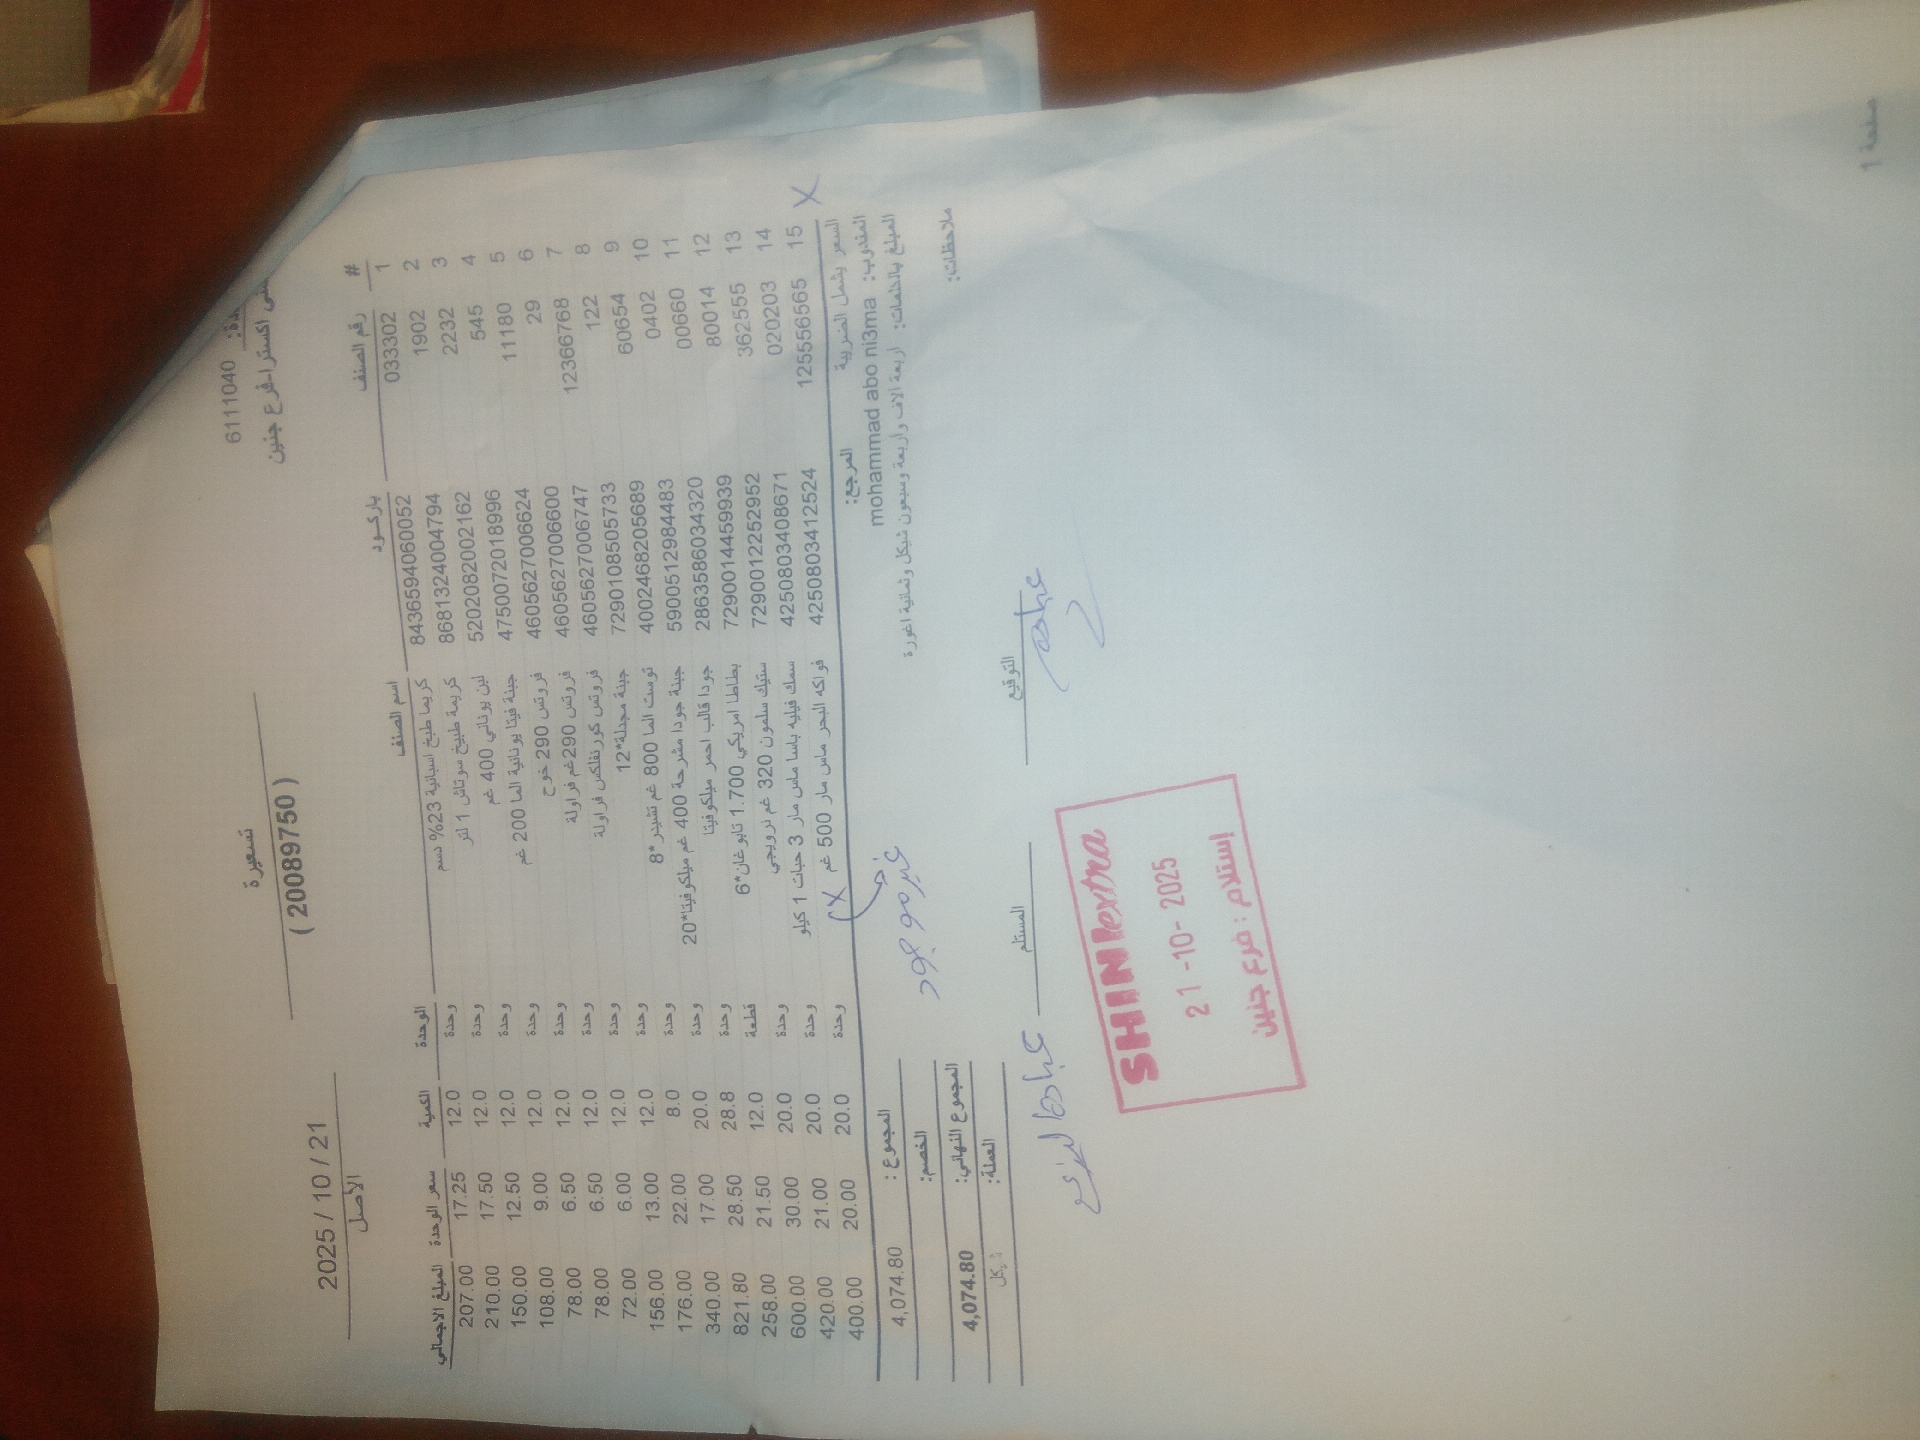 تسعيرة
( 20089750 )
2025 / 10 / 21
الأصل
6111040
اكسترا-فرع جنين
# رقم الصنف باركود اسم الصنف الوحدة الكمية سعر الوحدة المبلغ الاجمالي
1 033302 8436594060052 كريما طبخ اسبانية 23% دسم وحدة 12.0 17.25 207.00
2 1902 8681324004794 كريمة طبيخ سوتاش 1 لتر وحدة 12.0 17.50 210.00
3 2232 5202082002162 لبن يوناني 400 غم وحدة 12.0 12.50 150.00
4 545 4750072018996 جبنة فيتا يونانية الما 200 غم وحدة 12.0 9.00 108.00
5 11180 4605627006624 فروتس 290 خوخ وحدة 12.0 6.50 78.00
6 29 4605627006600 فروتس 290غم فراولة وحدة 12.0 6.50 78.00
7 12366768 4605627006747 فروتس كورنفلكس فراولة وحدة 12.0 6.00 72.00
8 122 7290108505733 جبنة مجدلة*12 وحدة 12.0 13.00 156.00
9 60654 4002468205689 توست الما 800 غم تشيدر *8 وحدة 8.0 22.00 176.00
10 0402 5900512984483 جبنة جودا مشرحة 400 غم ميلكوفيتا*20 وحدة 20.0 17.00 340.00
11 00660 2863586034320 جودا قالب احمر ميلكوفيتا وحدة 28.8 28.50 821.80
12 80014 7290014459939 بطاطا امريكي 1.700 تابوغان*6 قطعة 12.0 21.50 258.00
13 362555 7290012252952 ستيك سلمون 320 غم نرويجي وحدة 20.0 30.00 600.00
14 020203 4250803408671 سمك فيليه باسا ماس مار 3 حبات 1 كيلو وحدة 20.0 21.00 420.00
15 125556565 4250803412524 فواكه البحر ماس مار 500 غم وحدة 20.0 20.00 400.00
X
X
غير موجود
السعر يشمل الضريبة
المرجع:
المندوب: mohammad abo ni3ma
المبلغ بالكلمات: اربعة آلاف واربعة وسبعون شيكل وثمانية اغورة
ملاحظات:
المجموع : 4,074.80
الخصم:
المجموع النهائي: 4,074.80
العملة: شيكل
التوقيع
عباده
المستلم
SHINI extra
21 -10- 2025
إستلام : فرع جنين
صفحة 1